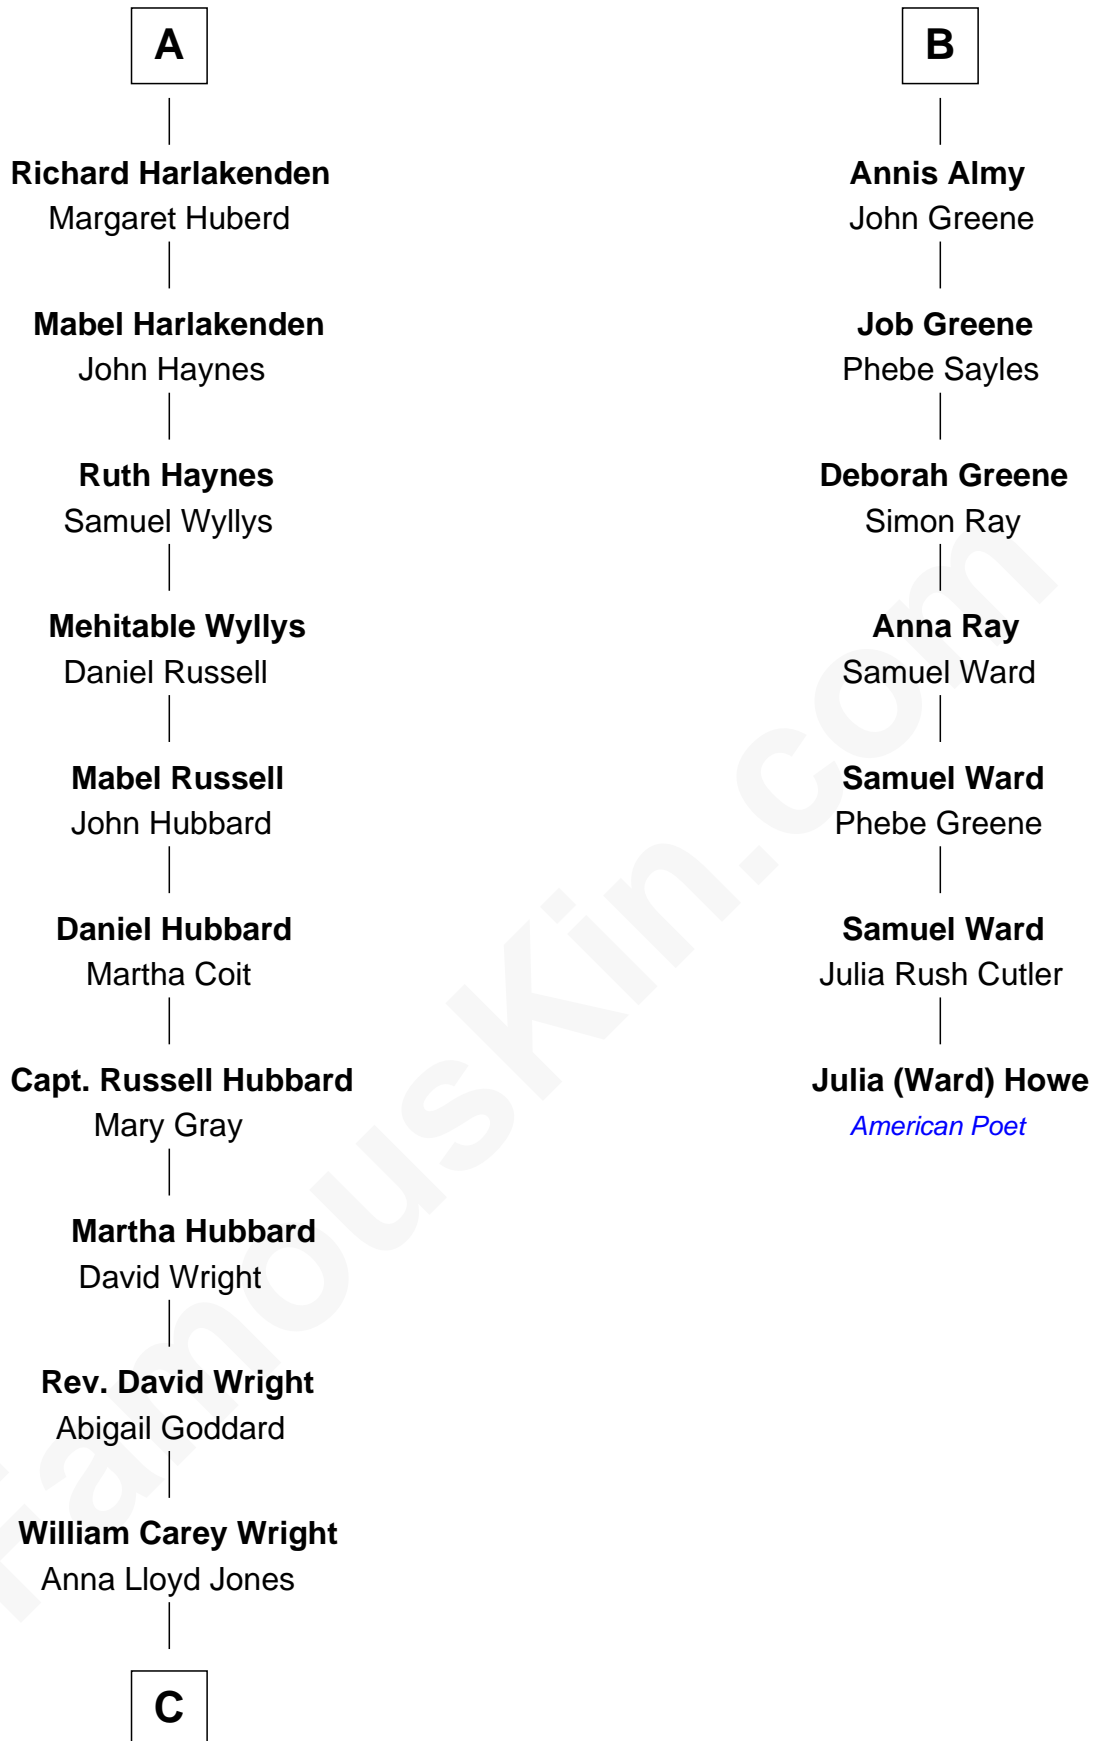 A
Richard Harlakenden
Margaret Huberd
Mabel Harlakenden
John Haynes
Ruth Haynes
Samuel Wyllys
Mehitable Wyllys
Daniel Russell
Mabel Russell
John Hubbard
Daniel Hubbard
Martha Coit
Capt. Russell Hubbard
Mary Gray
Martha Hubbard
David Wright
Rev. David Wright
Abigail Goddard
William Carey Wright
Anna Lloyd Jones
C
B
Annis Almy
John Greene
Job Greene
Phebe Sayles
Deborah Greene
Simon Ray
Anna Ray
Samuel Ward
Samuel Ward
Phebe Greene
Samuel Ward
Julia Rush Cutler
Julia (Ward) Howe
American Poet
FamousKin.com